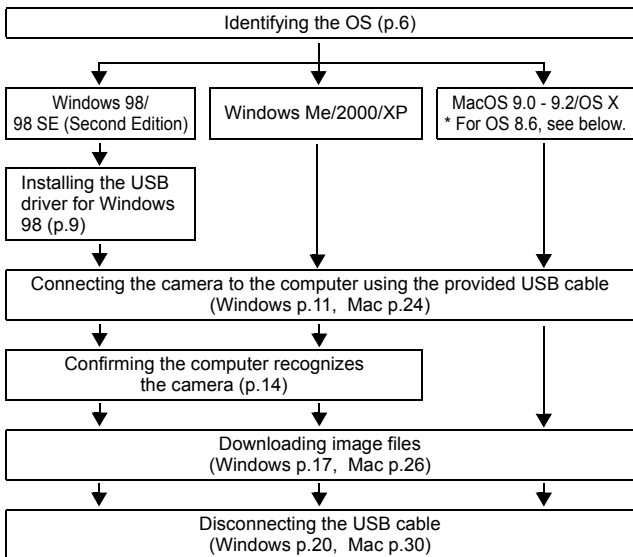 Identifying the OS (p.6)
Windows 98/
98 SE (Second Edition)
Windows Me/2000/XP
MacOS 9.0 - 9.2/OS X
* For OS 8.6, see below.
Installing the USB
driver for Windows
98 (p.9)
Connecting the camera to the computer using the provided USB cable
(Windows p.11, Mac p.24)
Confirming the computer recognizes
the camera (p.14)
Downloading image files
(Windows p.17, Mac p.26)
Disconnecting the USB cable
(Windows p.20, Mac p.30)